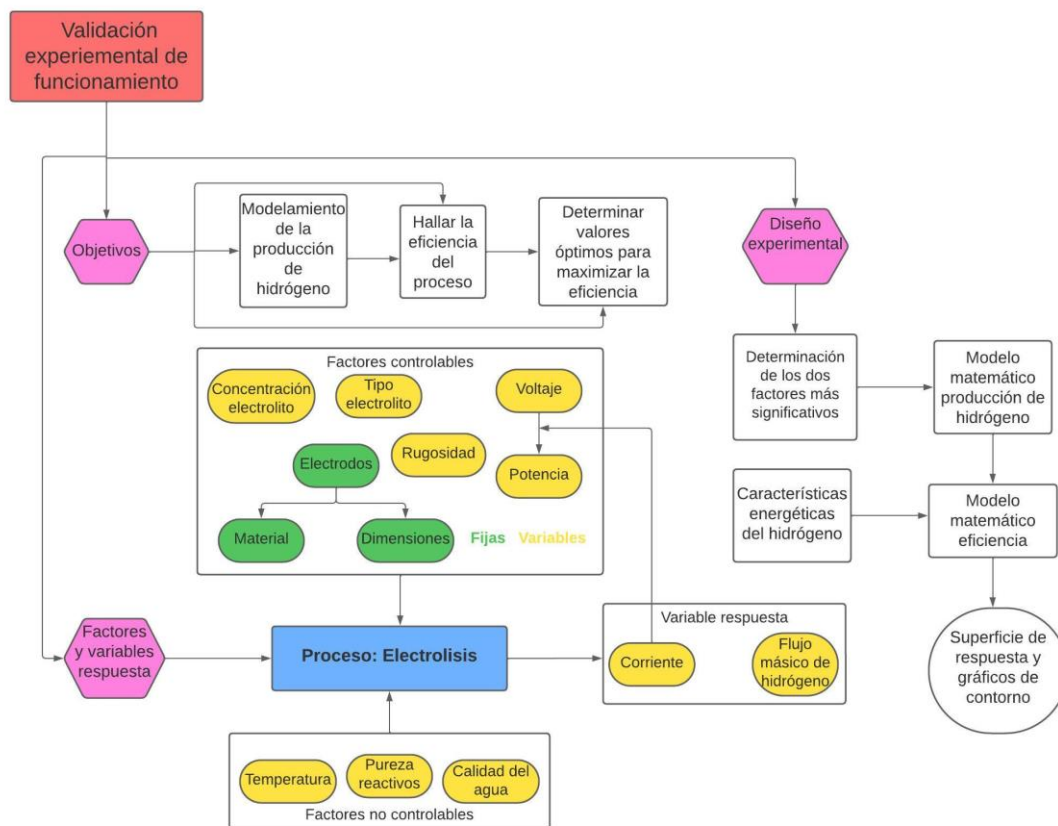 Validación
experiemental de
funcionamiento
Objetivos
Modelamiento
de la
producción
de
hidrógeno
Hallar la
eficiencia
del
proceso
Determinar
valores
óptimos para
maximizar la
eficiencia
Diseño
experimental
Factores controlables
Concentración
electrolito
Tipo
electrolito
Voltaje
Rugosidad
Electrodos
Potencia
Material
Dimensiones
Fijas
Variables
Determinación
de los dos
factores más
significativos
Modelo
matemático
producción de
hidrógeno
Características
energéticas
del hidrógeno
Modelo
matemático
eficiencia
Superficie de
respuesta y
gráficos de
contorno
Factores
y variables
respuesta
Proceso: Electrolisis
Variable respuesta
Corriente
Flujo
másico de
hidrógeno
Temperatura
Pureza
reactivos
Calidad del
agua
Factores no controlables